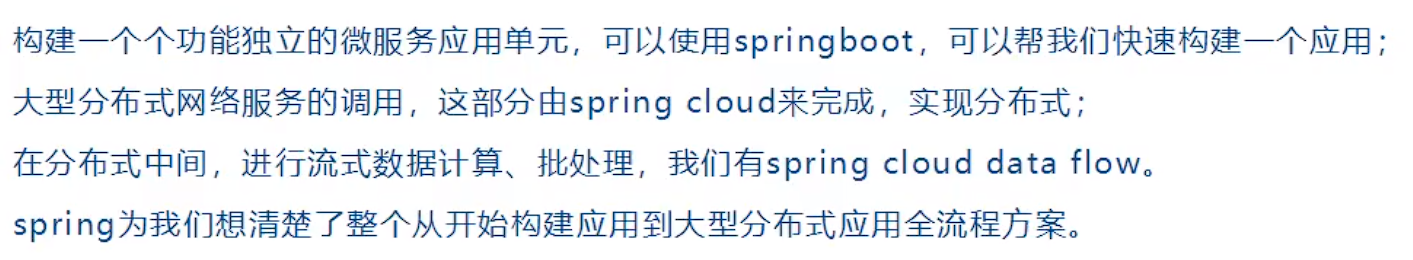 构建一个个功能独立的微服务应用单元，可以使用springboot，可以帮我们快速构建一个应用；
大型分布式网络服务的调用，这部分由spring cloud来完成，实现分布式；
在分布式中间，进行流式数据计算、批处理，我们有spring cloud data flow。
spring为我们想清楚了整个从开始构建应用到大型分布式应用全流程方案。